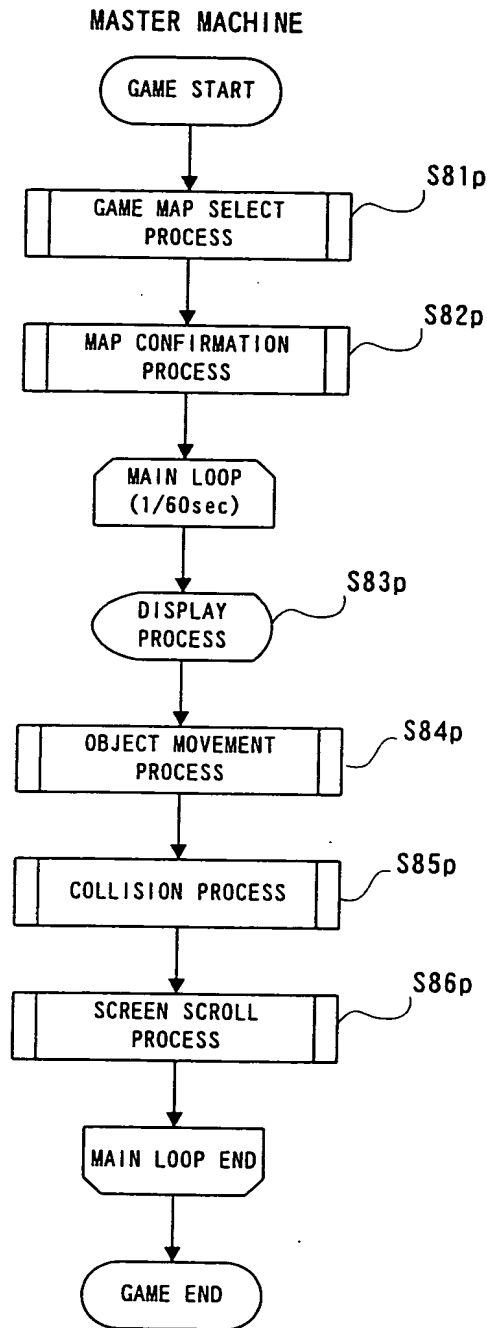 MASTER MACHINE
GAME START
S81p
GAME MAP SELECT
PROCESS
S82p
MAP CONFIRMATION
PROCESS
MAIN LOOP
(1/60sec)
S83p
DISPLAY
PROCESS
S84p
OBJECT MOVEMENT
PROCESS
S85p
COLLISION PROCESS
S86p
SCREEN SCROLL
PROCESS
MAIN LOOP END
GAME END